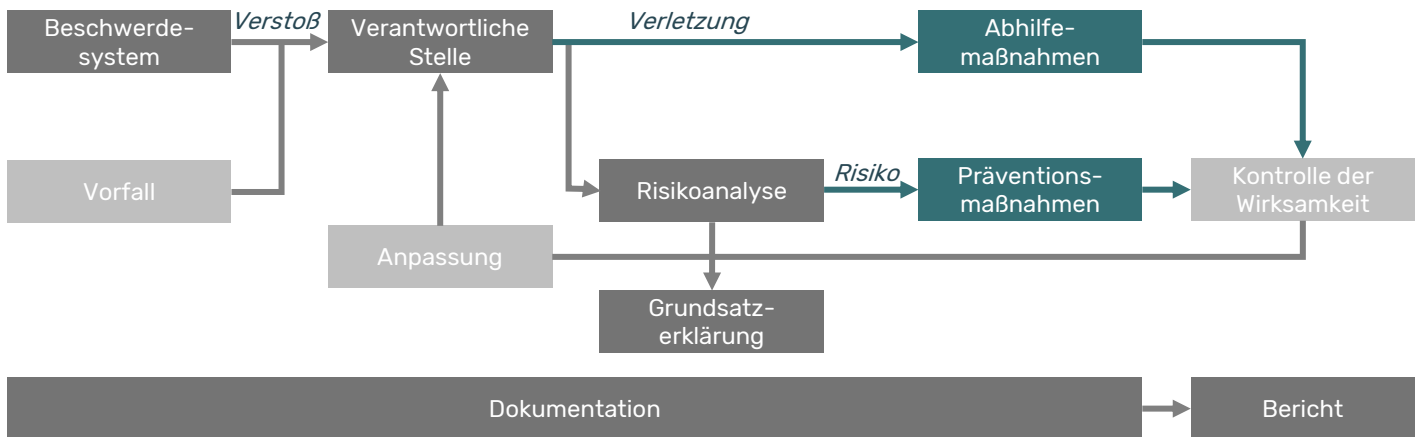 Beschwerde-
system
Verstoß
Verantwortliche
Stelle
Verletzung
Abhilfe-
maßnahmen
Vorfall
Risikoanalyse
Risiko
Präventions-
maßnahmen
Kontrolle der
Wirksamkeit
Anpassung
Grundsatz-
erklärung
Dokumentation
Bericht